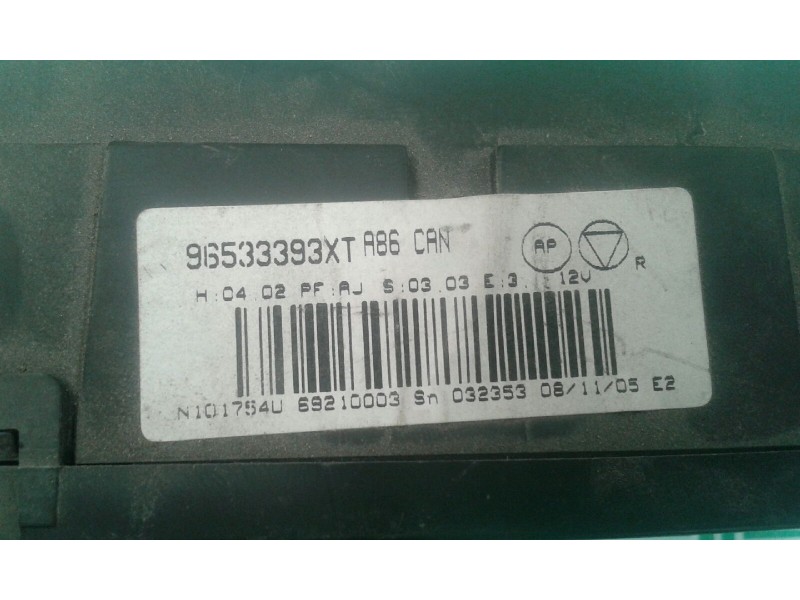 96533393XT A86 CAN AP
H:04.02 PF:AJ S:03.03 E:3. 12V R
N101754U 69210003 Sn 032353 08/11/05 E2